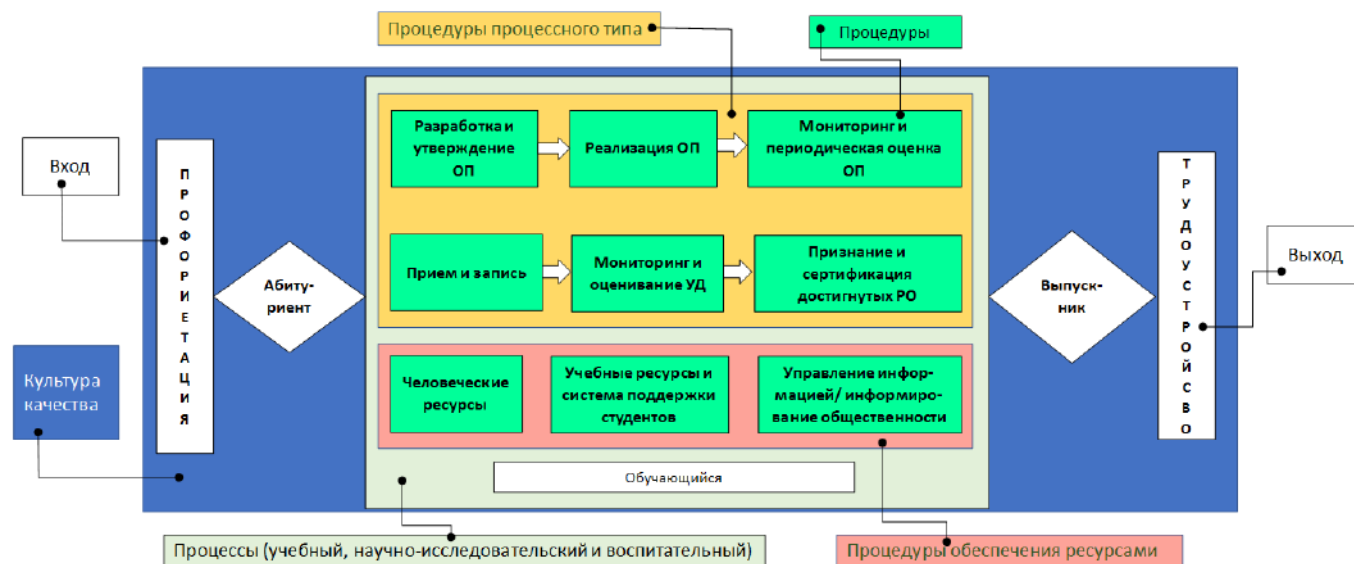 Процедуры процессного типа
Процедуры
Вход
ПРОФОРИЕТАЦИЯ
Абиту-
риент
Разработка и
утверждение
ОП
Реализация ОП
Мониторинг и
периодическая оценка
ОП
Прием и запись
Мониторинг и
оценивание УД
Признание и
сертификация
достигнутых РО
Выпуск-
ник
ТРУДОУСТРОЙСВО
Выход
Культура
качества
Человеческие
ресурсы
Учебные ресурсы и
система поддержки
студентов
Управление инфор-
мацией/ информиро-
вание общественности
Обучающийся
Процессы (учебный, научно-исследовательский и воспитательный)
Процедуры обеспечения ресурсами